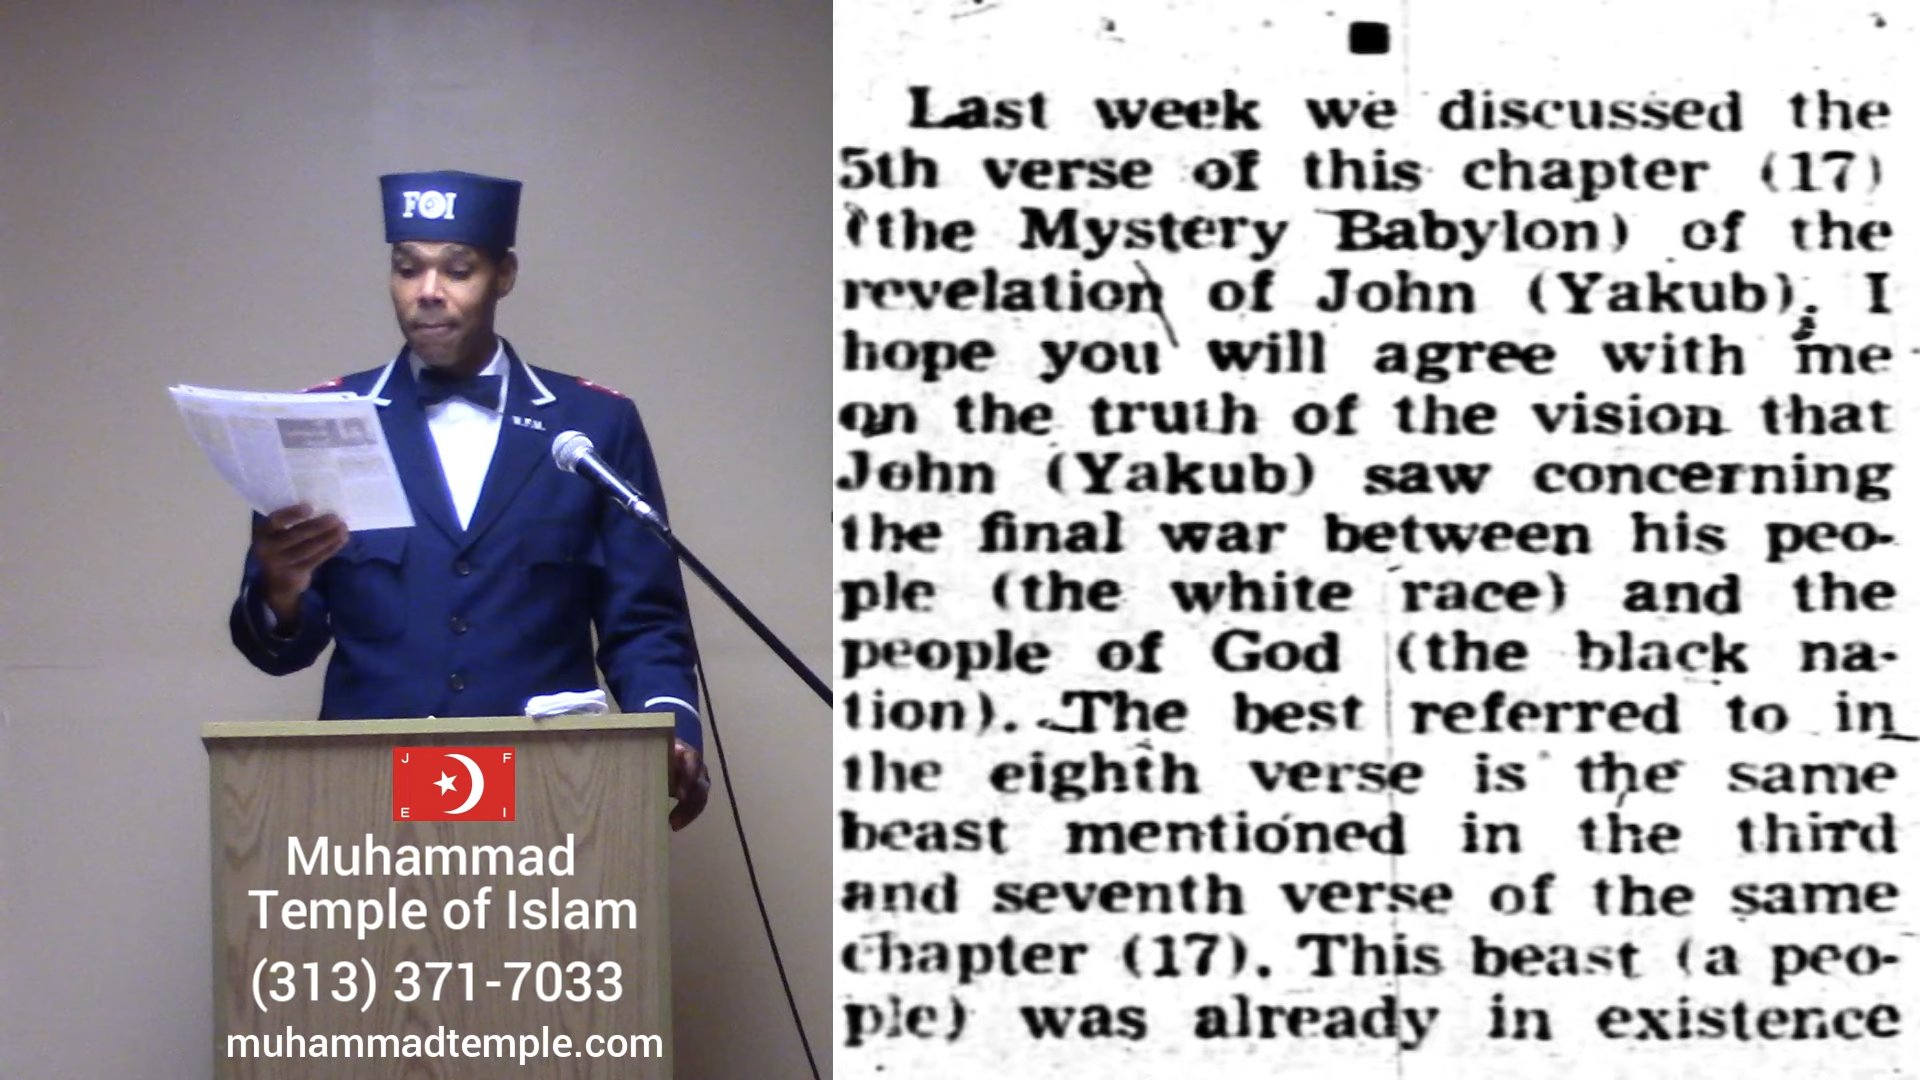 FOI
M.F.M.
J F
E I
Muhammad
Temple of Islam
(313) 371-7033
muhammadtemple.com
Last week we discussed the
5th verse of this chapter (17)
(the Mystery Babylon) of the
revelation of John (Yakub). I
hope you will agree with me
on the truth of the vision that
John (Yakub) saw concerning
the final war between his peo-
ple (the white race) and the
people of God (the black na-
tion). The best referred to in
the eighth verse is the same
beast mentioned in the third
and seventh verse of the same
chapter (17). This beast (a peo-
ple) was already in existence